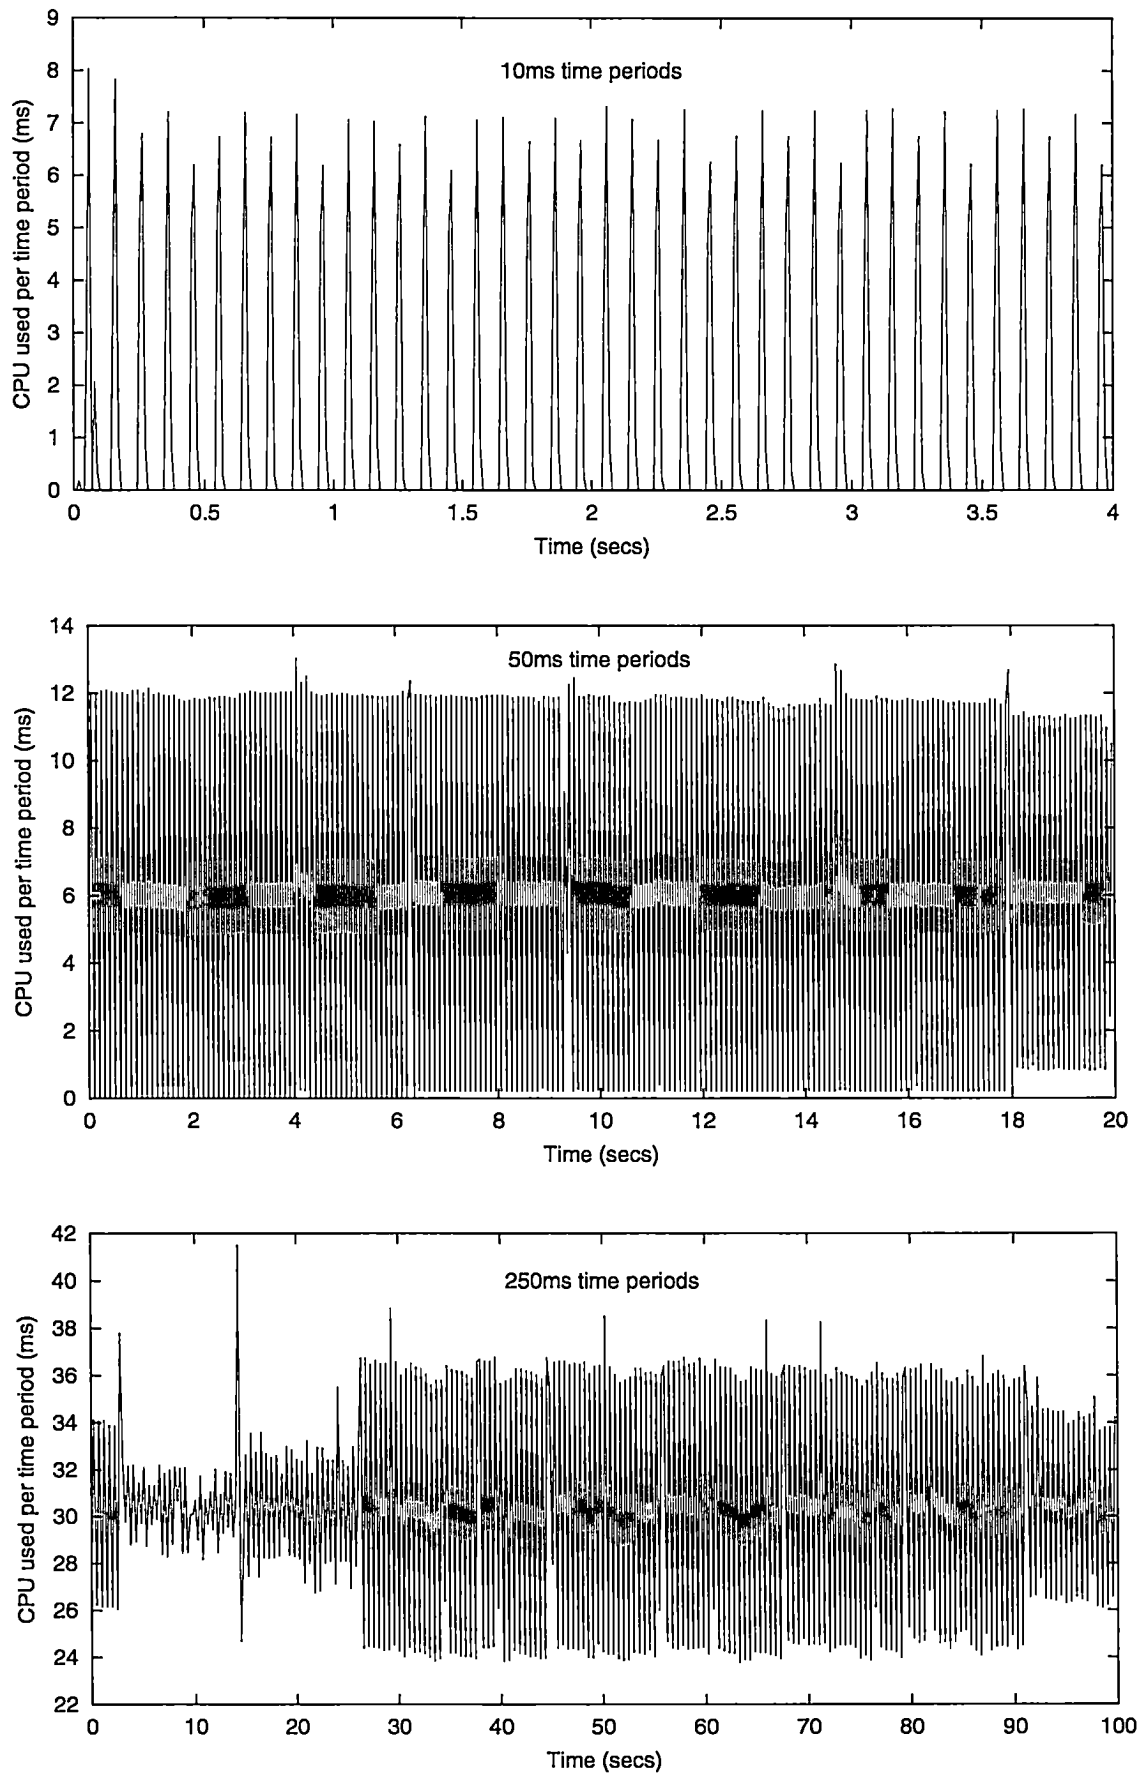 9
8
7
6
5
4
3
2
1
0
CPU used per time period (ms)
10ms time periods
0 0.5 1 1.5 2 2.5 3 3.5 4
Time (secs)
14
12
10
8
6
4
2
0
CPU used per time period (ms)
50ms time periods
0 2 4 6 8 10 12 14 16 18 20
Time (secs)
42
40
38
36
34
32
30
28
26
24
22
CPU used per time period (ms)
250ms time periods
0 10 20 30 40 50 60 70 80 90 100
Time (secs)